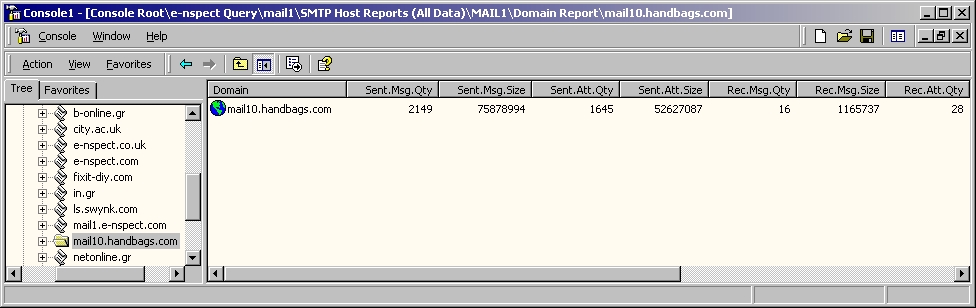 Console1 - [Console Root\e-nspect Query\mail1\SMTP Host Reports (All Data)\MAIL1\Domain Report\mail10.handbags.com]
Console Window Help
Action View Favorites
Tree Favorites
b-online.gr
city.ac.uk
e-nspect.co.uk
e-nspect.com
fixit-diy.com
in.gr
ls.swynk.com
mail1.e-nspect.com
mail10.handbags.com
netonline.gr
Domain Sent.Msg.Qty Sent.Msg.Size Sent.Att.Qty Sent.Att.Size Rec.Msg.Qty Rec.Msg.Size Rec.Att.Qty
mail10.handbags.com 2149 75878994 1645 52627087 16 1165737 28